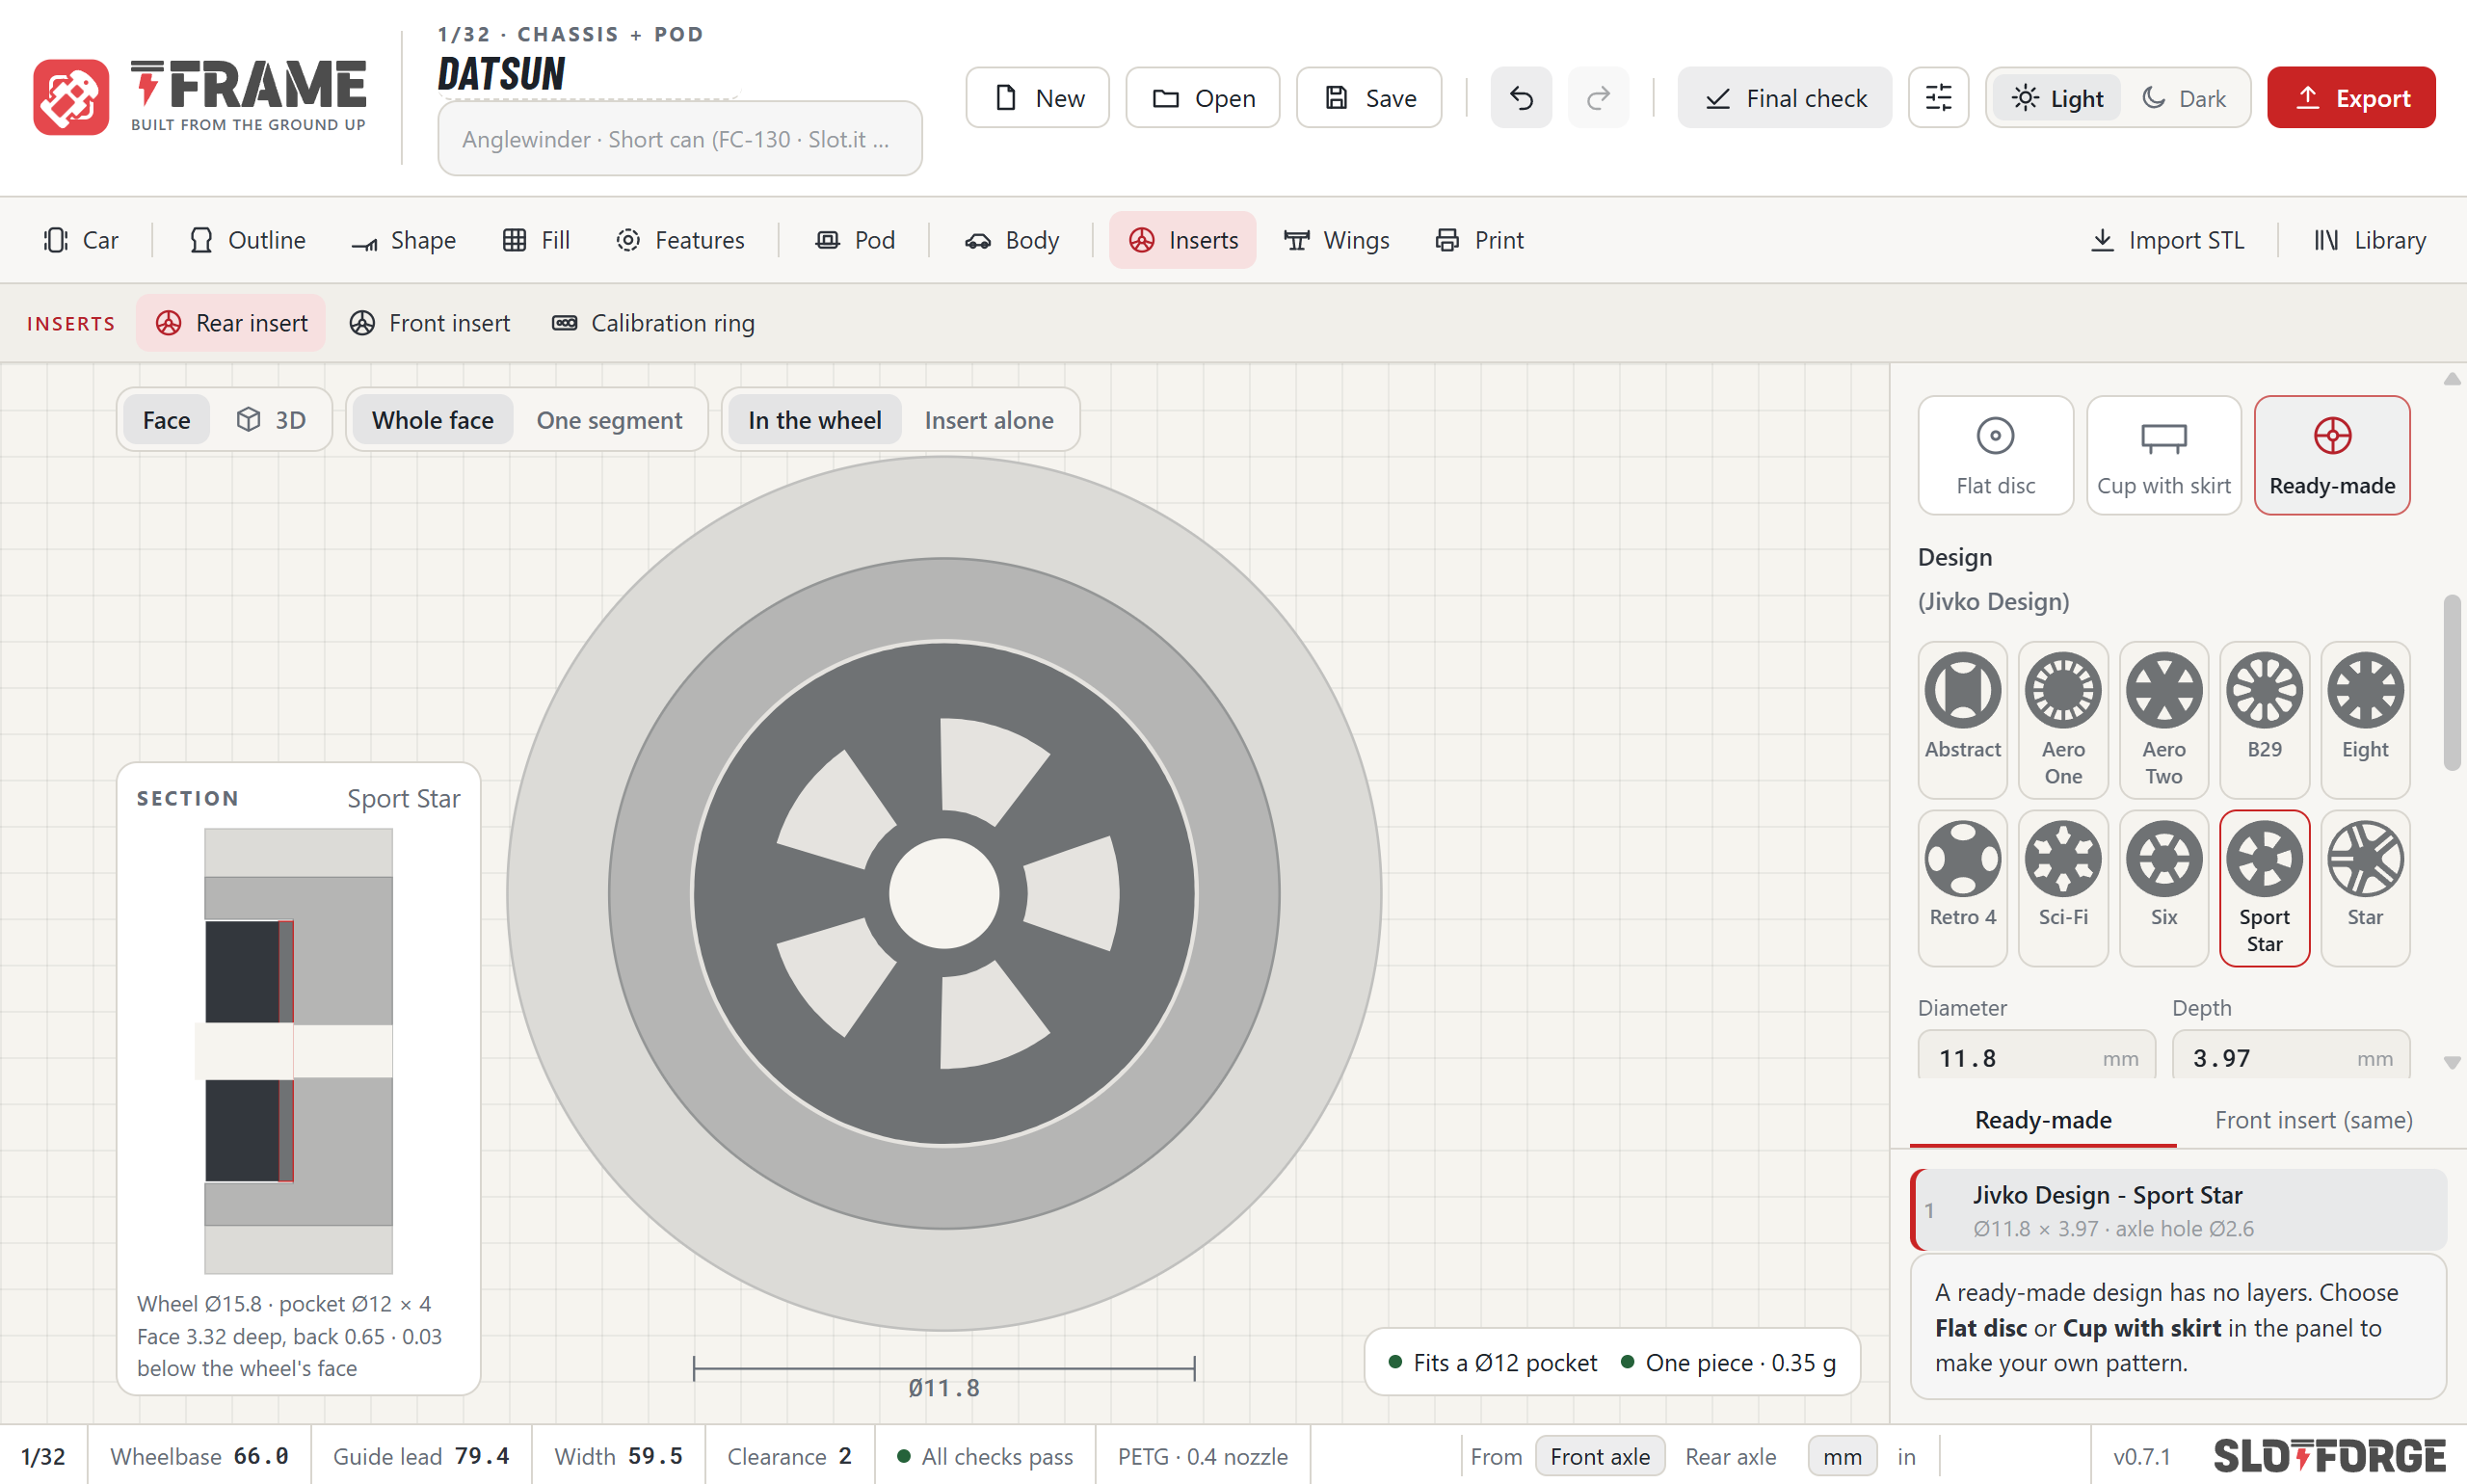 1/32 · CHASSIS + POD
TFRAME
BUILT FROM THE GROUND UP
DATSUN
Anglewinder · Short can (FC-130 · Slot.it ...
New
Open
Save
Final check
Light
Dark
Export
Car
Outline
Shape
Fill
Features
Pod
Body
Inserts
Wings
Print
Import STL
Library
INSERTS
Rear insert
Front insert
Calibration ring
Face
3D
Whole face
One segment
In the wheel
Insert alone
Flat disc
Cup with skirt
Ready-made
Design
(Jivko Design)
Abstract
Aero
One
Aero
Two
B29
Eight
Retro 4
Sci-Fi
Six
Sport
Star
Star
Diameter
Depth
11.8 mm
3.97 mm
SECTION
Sport Star
Wheel Ø15.8 · pocket Ø12 × 4
Face 3.32 deep, back 0.65 · 0.03
below the wheel's face
Ø11.8
Fits a Ø12 pocket
One piece · 0.35 g
Ready-made
Front insert (same)
1
Jivko Design - Sport Star
Ø11.8 × 3.97 · axle hole Ø2.6
A ready-made design has no layers. Choose
Flat disc or Cup with skirt in the panel to
make your own pattern.
1/32
Wheelbase 66.0
Guide lead 79.4
Width 59.5
Clearance 2
All checks pass
PETG · 0.4 nozzle
From
Front axle
Rear axle
mm
in
v0.7.1
SLOTFORGE